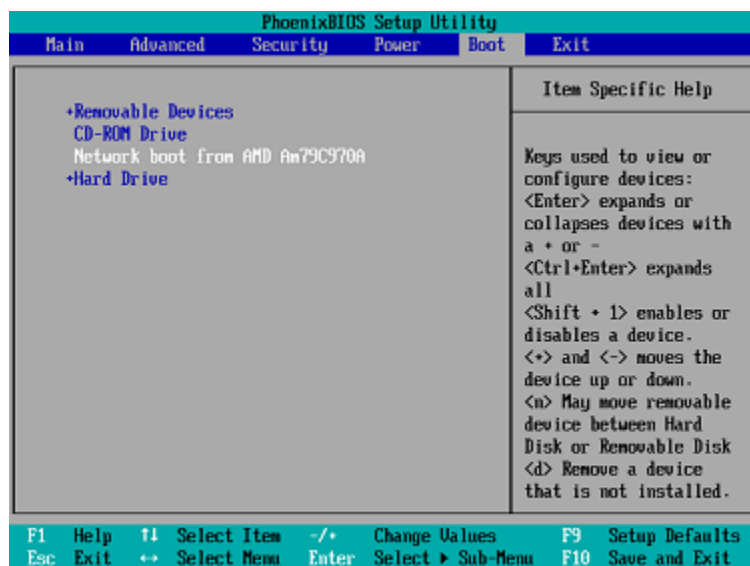 PhoenixBIOS Setup Utility
Main Advanced Security Power Boot Exit
+Removable Devices
CD-ROM Drive
Network boot from AMD Am79C970A
+Hard Drive
Item Specific Help
Keys used to view or
configure devices:
<Enter> expands or
collapses devices with
a + or -
<Ctrl+Enter> expands
all
<Shift + 1> enables or
disables a device.
<+> and <-> moves the
device up or down.
<n> May move removable
device between Hard
Disk or Removable Disk
<d> Remove a device
that is not installed.
F1 Help ↑↓ Select Item -/+ Change Values F9 Setup Defaults
Esc Exit ↔ Select Menu Enter Select ▶ Sub-Menu F10 Save and Exit